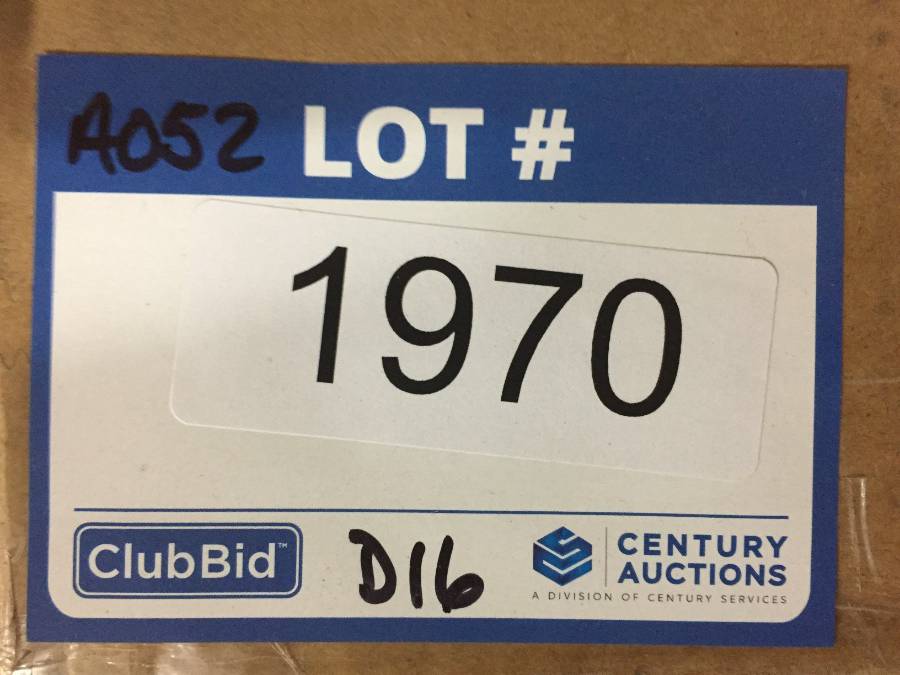 A052 LOT #
1970
ClubBid™ D16 CENTURY
AUCTIONS
A DIVISION OF CENTURY SERVICES